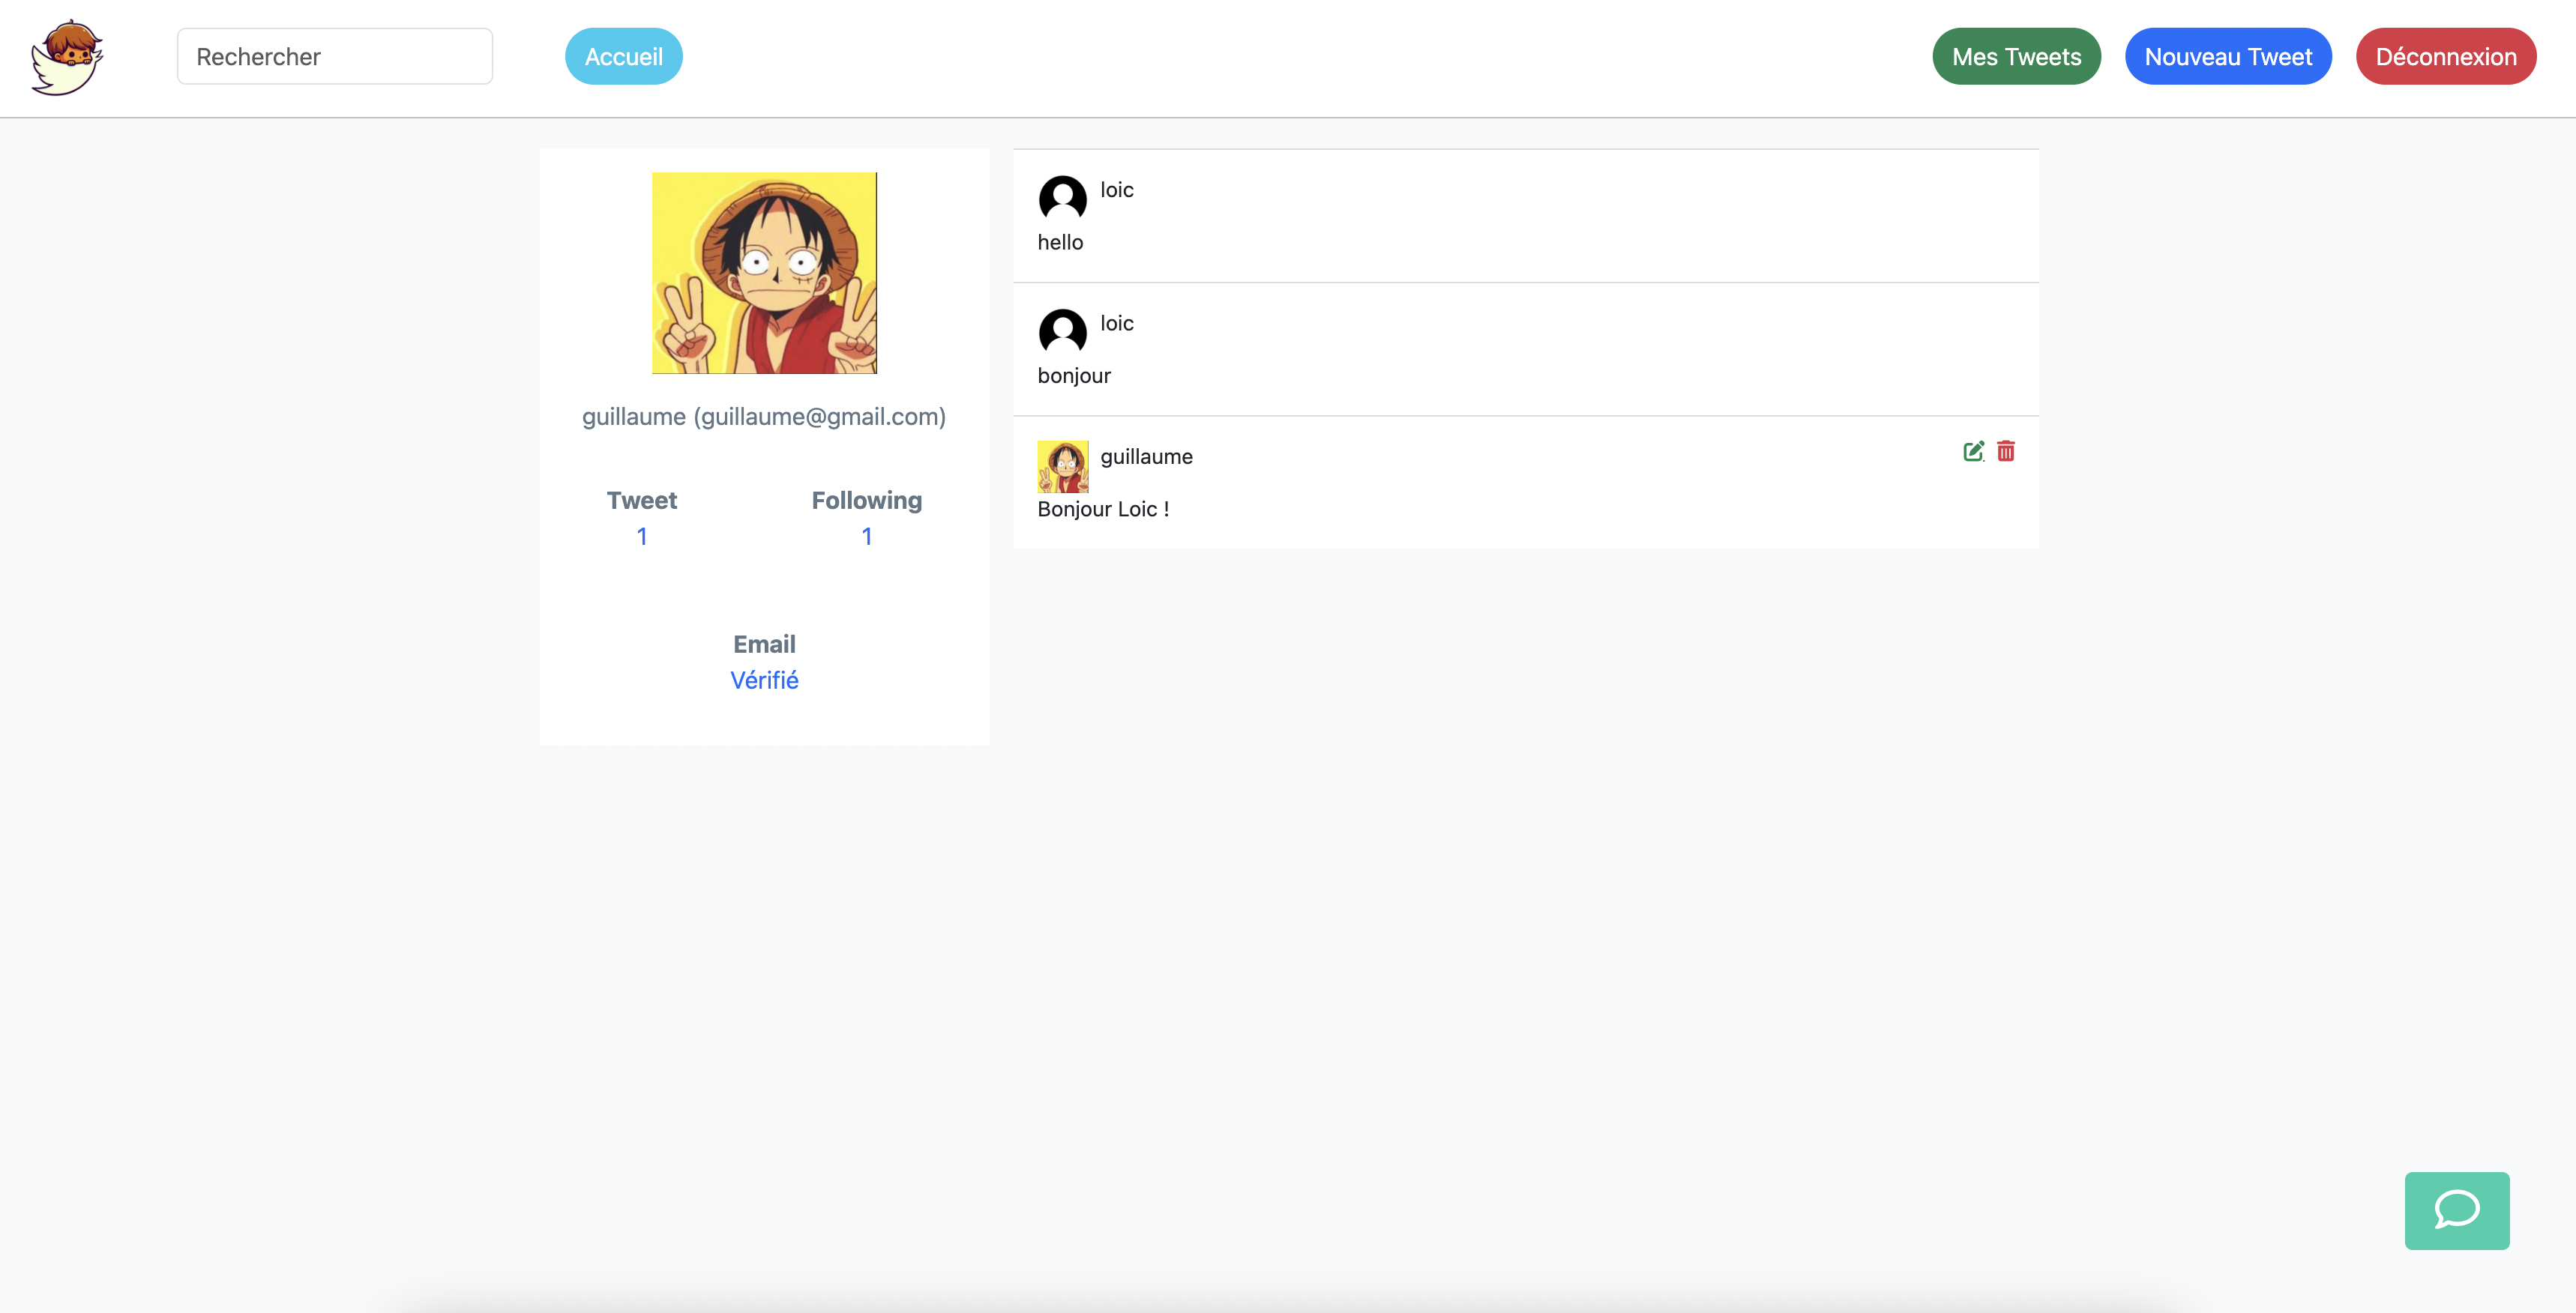 Rechercher
Accueil
Mes Tweets
Nouveau Tweet
Déconnexion
guillaume (guillaume@gmail.com)
Tweet
Following
1
1
Email
Vérifié
loic
hello
loic
bonjour
guillaume
Bonjour Loic !